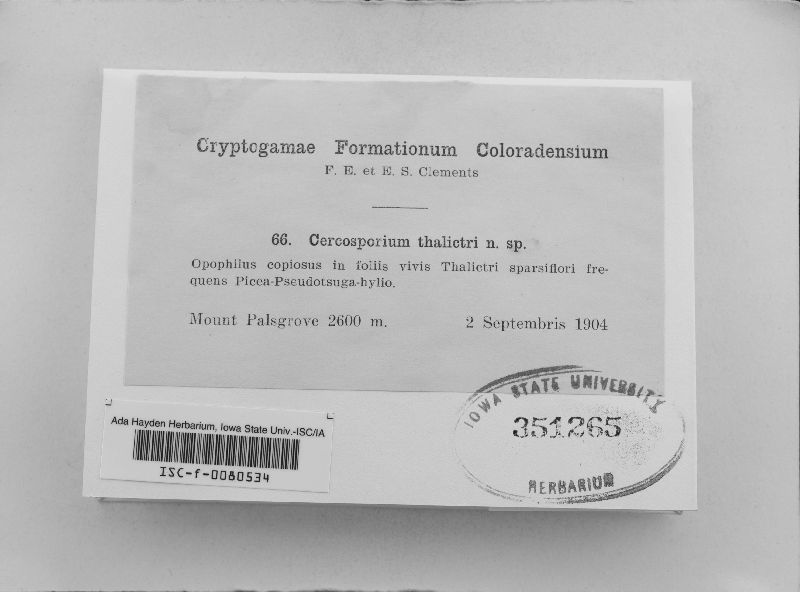 Cryptogamae Formationum Coloradensium
F. E. et E. S. Clements
66. Cercosporium thalictri n. sp.
Opophilus copiosus in foliis vivis Thalictri sparsiflori fre-
quens Picea-Pseudotsuga-hylio.
Mount Palsgrove 2600 m. 2 Septembris 1904
IOWA STATE UNIVERSITY
351265
HERBARIUM
Ada Hayden Herbarium, Iowa State Univ.-ISC/IA
ISC-f-0080534